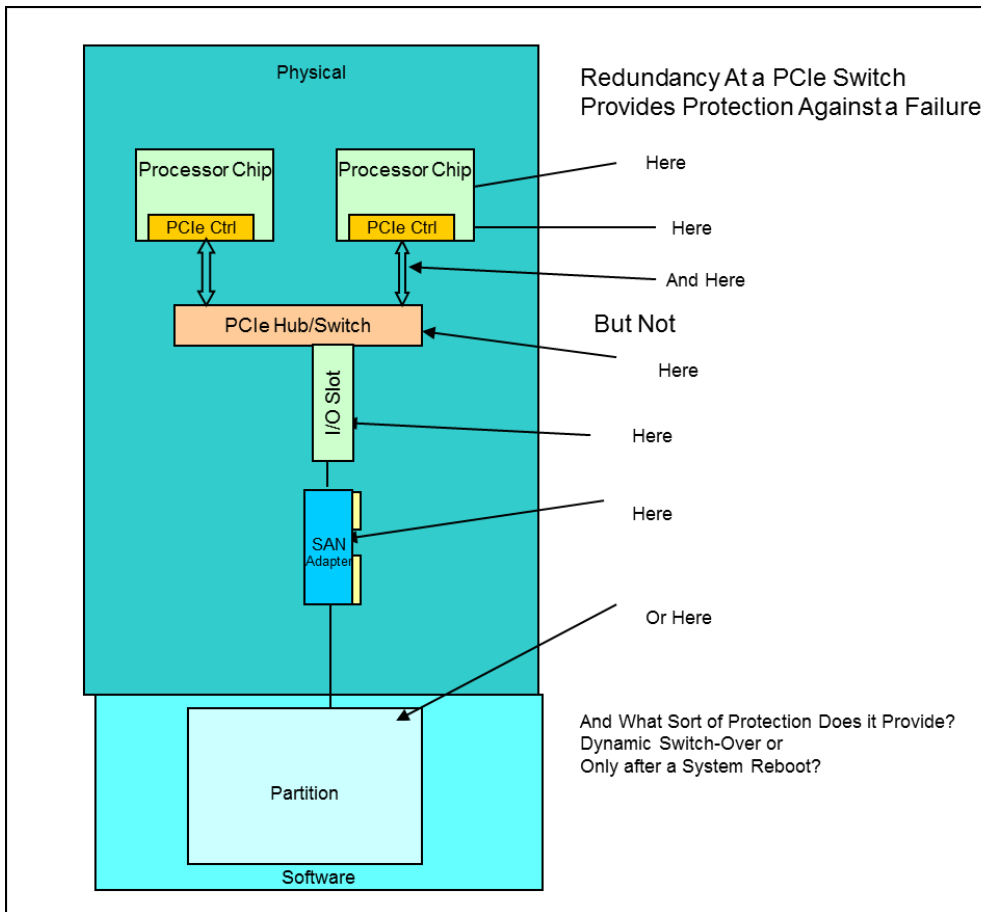 Physical
Redundancy At a PCIe Switch
Provides Protection Against a Failure
Processor Chip
Processor Chip
Here
PCIe Ctrl
PCIe Ctrl
Here
And Here
PCIe Hub/Switch
But Not
Here
I/O Slot
Here
Here
SAN
Adapter
Or Here
And What Sort of Protection Does it Provide?
Dynamic Switch-Over or
Only after a System Reboot?
Partition
Software